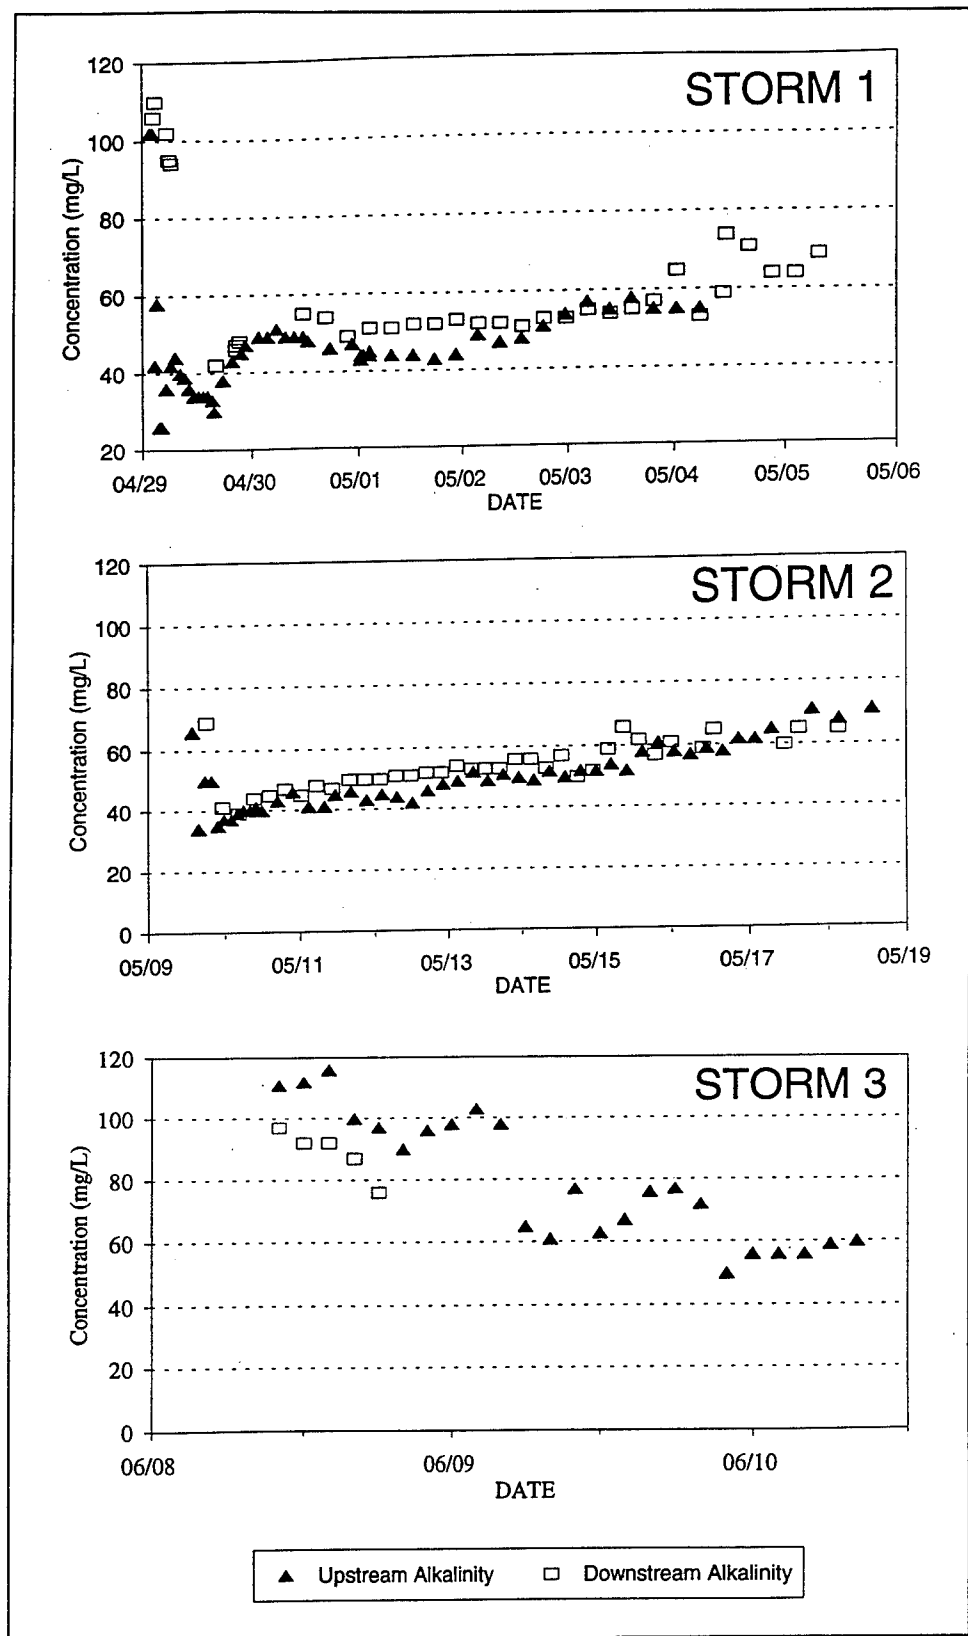 STORM 1
120
100
80
60
40
20
Concentration (mg/L)
04/29 04/30 05/01 05/02 05/03 05/04 05/05 05/06
DATE
STORM 2
120
100
80
60
40
20
0
Concentration (mg/L)
05/09 05/11 05/13 05/15 05/17 05/19
DATE
STORM 3
120
100
80
60
40
20
0
Concentration (mg/L)
06/08 06/09 06/10
DATE
Upstream Alkalinity Downstream Alkalinity